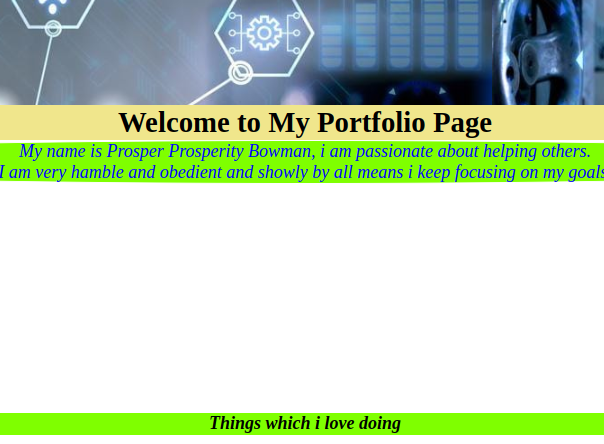 Welcome to My Portfolio Page
My name is Prosper Prosperity Bowman, i am passionate about helping others.
I am very hamble and obedient and showly by all means i keep focusing on my goals
Things which i love doing